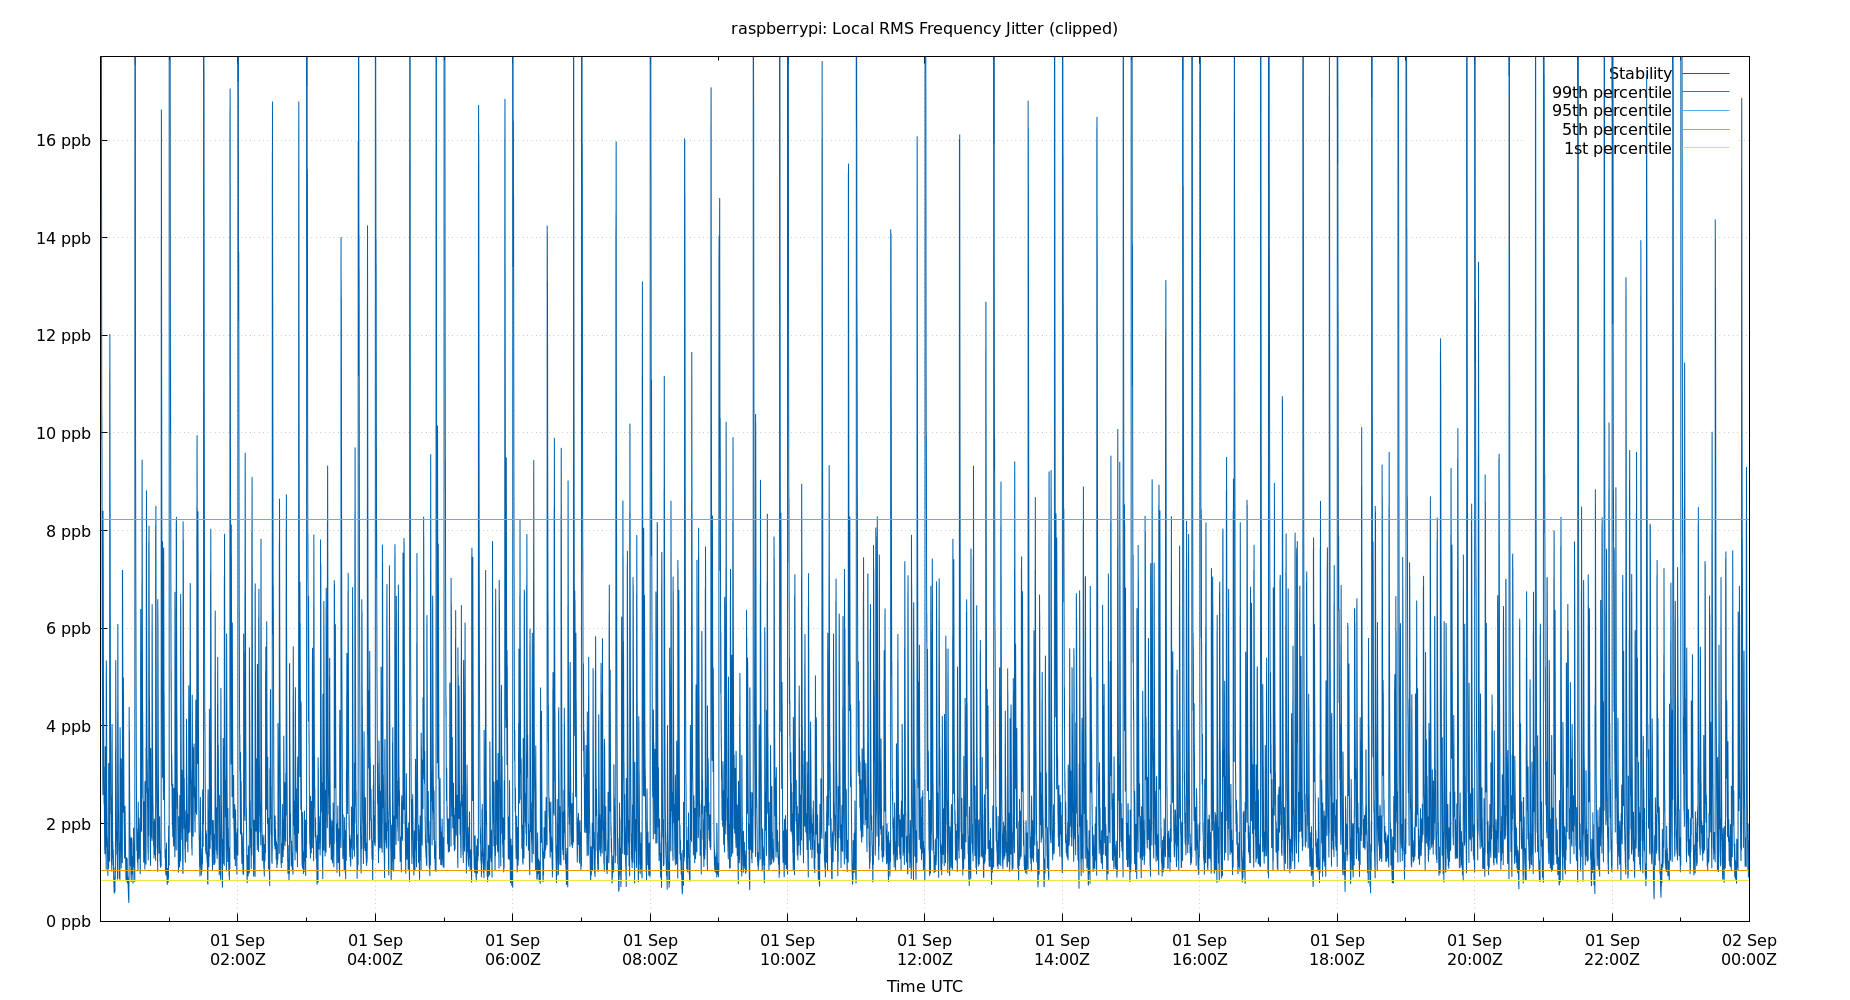 raspberrypi: Local RMS Frequency Jitter (clipped)
Stability
99th percentile
95th percentile
5th percentile
1st percentile
16 ppb
14 ppb
12 ppb
10 ppb
8 ppb
6 ppb
4 ppb
2 ppb
0 ppb
01 Sep 01 Sep 01 Sep 01 Sep 01 Sep 01 Sep 01 Sep 01 Sep 01 Sep 01 Sep 01 Sep 02 Sep
02:00Z 04:00Z 06:00Z 08:00Z 10:00Z 12:00Z 14:00Z 16:00Z 18:00Z 20:00Z 22:00Z 00:00Z
Time UTC